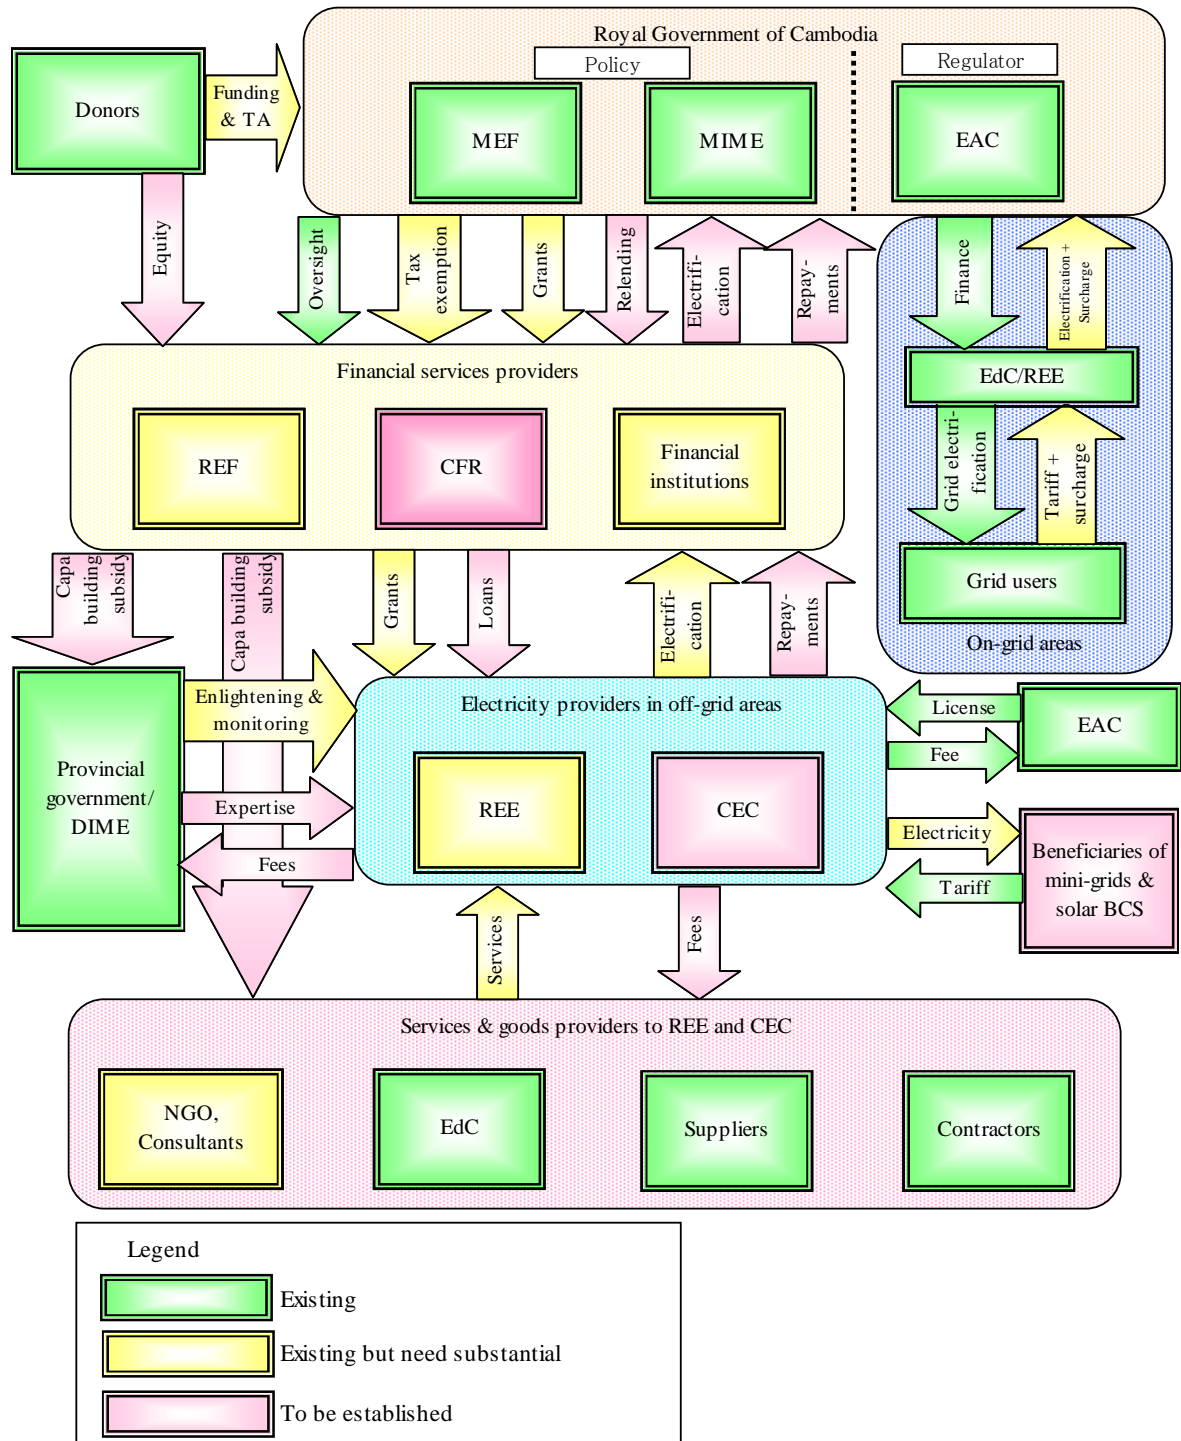 Royal Government of Cambodia
Policy
Regulator
Donors
Funding
& TA
MEF
MIME
EAC
Equity
Oversight
Tax
exemption
Grants
Relending
Electrifi-
cation
Repay-
ments
Finance
Electrification +
Surcharge
Financial services providers
EdC/REE
REF
CFR
Financial
institutions
Grid electri-
fication
Tariff +
surcharge
Grid users
On-grid areas
Capa
building
subsidy
Capa building
subsidy
Grants
Loans
Electrifi-
cation
Repay-
ments
Enlightening &
monitoring
Electricity providers in off-grid areas
License
EAC
Fee
Provincial
government/
DIME
Expertise
REE
CEC
Electricity
Fees
Beneficiaries of
mini-grids &
solar BCS
Tariff
Services
Fees
Services & goods providers to REE and CEC
NGO,
Consultants
EdC
Suppliers
Contractors
Legend
Existing
Existing but need substantial
To be established